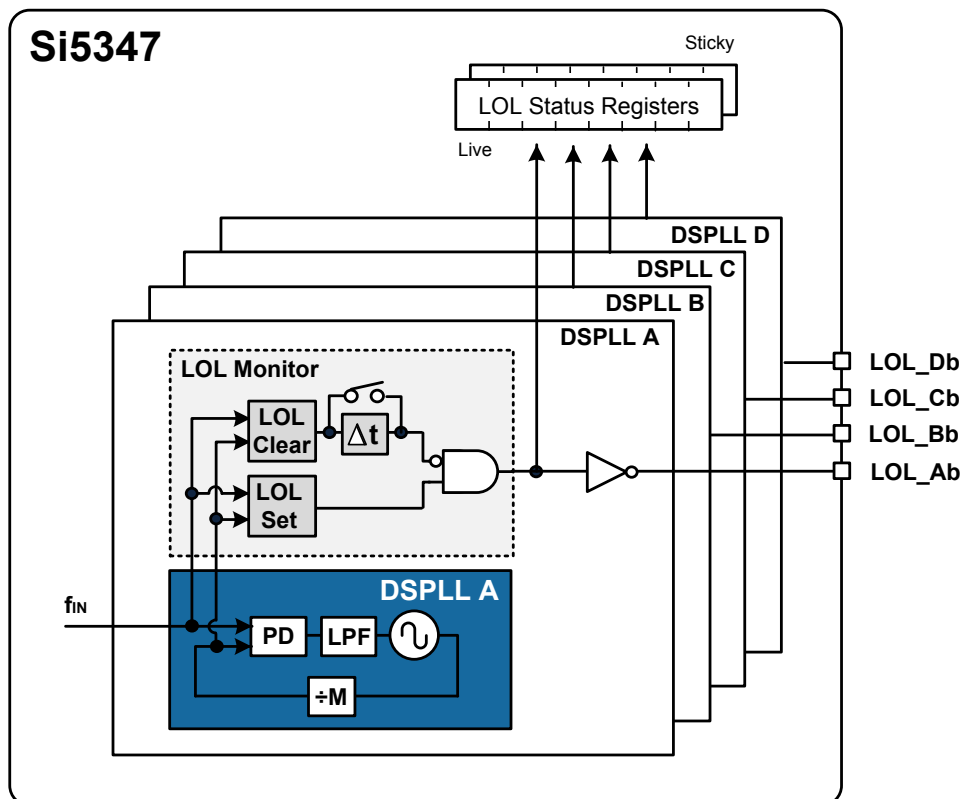 Si5347
Sticky
LOL Status Registers
Live
DSPLL D
DSPLL C
DSPLL B
DSPLL A
LOL Monitor
LOL
Clear
Δt
LOL
Set
LOL_Db
LOL_Cb
LOL_Bb
LOL_Ab
DSPLL A
fIN
PD
LPF
÷M